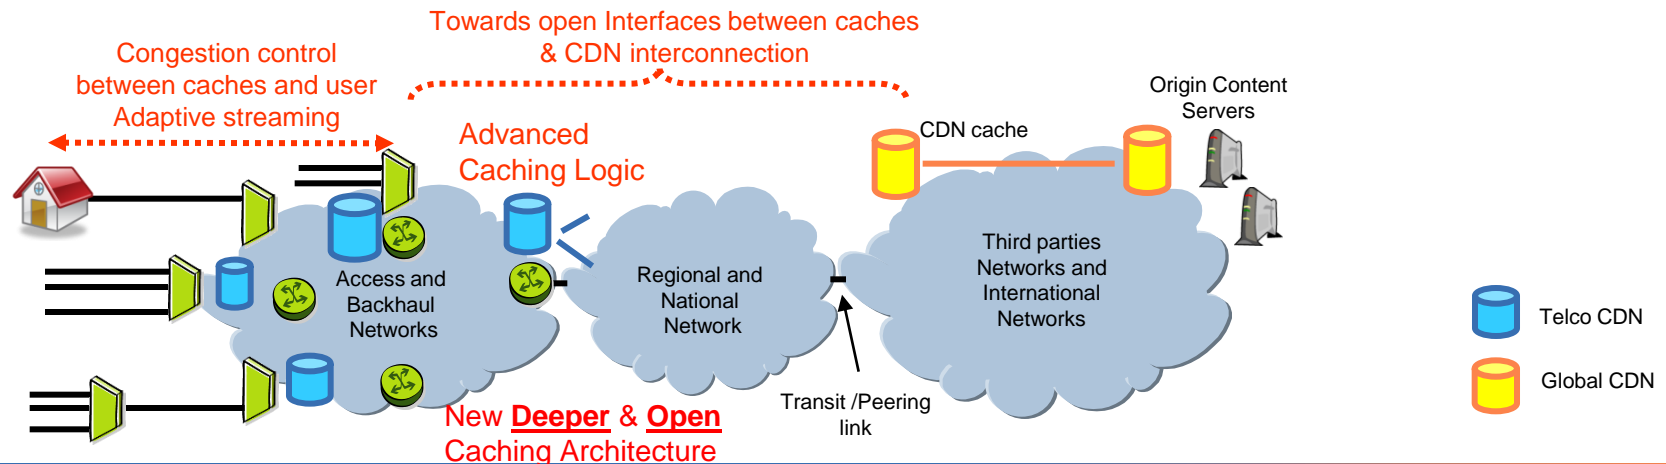 Towards open Interfaces between caches
& CDN interconnection
Congestion control
between caches and user
Adaptive streaming
Origin Content
Servers
CDN cache
Advanced
Caching Logic
Access and
Backhaul
Networks
Regional and
National
Network
Third parties
Networks and
International
Networks
Telco CDN
Global CDN
Transit /Peering
link
New Deeper & Open
Caching Architecture